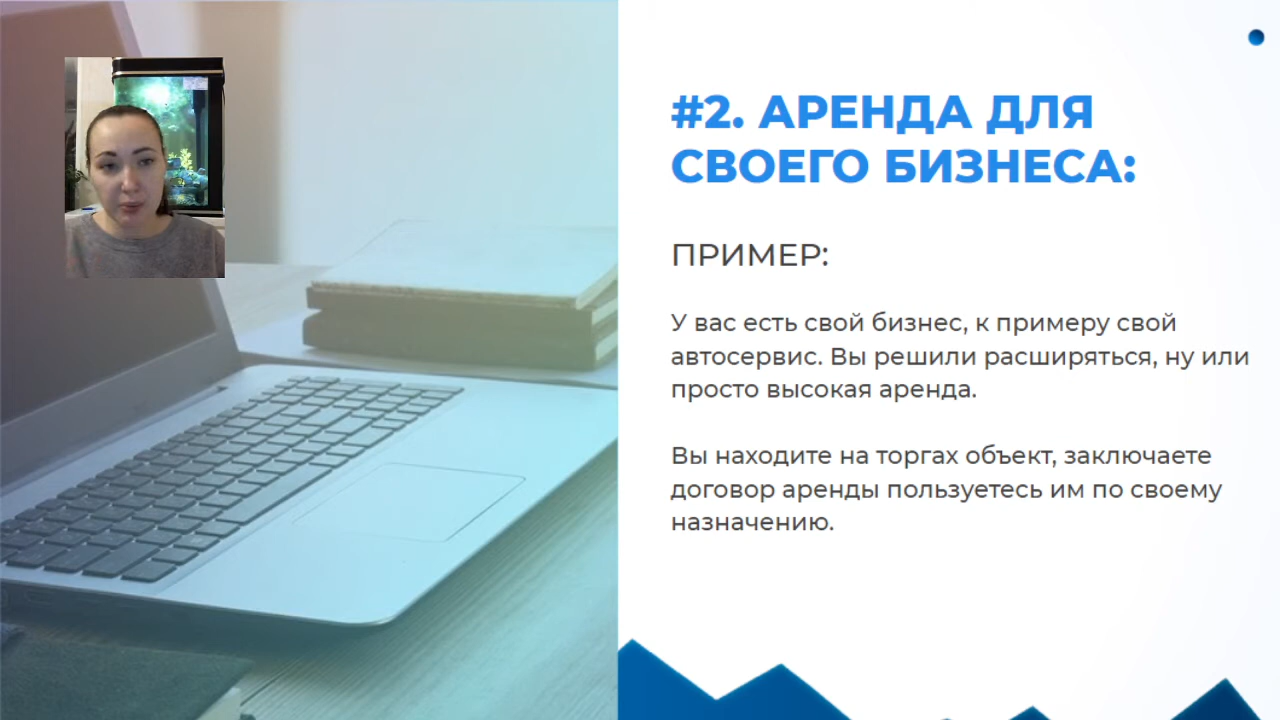 #2. АРЕНДА ДЛЯ
СВОЕГО БИЗНЕСА:
ПРИМЕР:
У вас есть свой бизнес, к примеру свой
автосервис. Вы решили расширяться, ну или
просто высокая аренда.
Вы находите на торгах объект, заключаете
договор аренды пользуетесь им по своему
назначению.